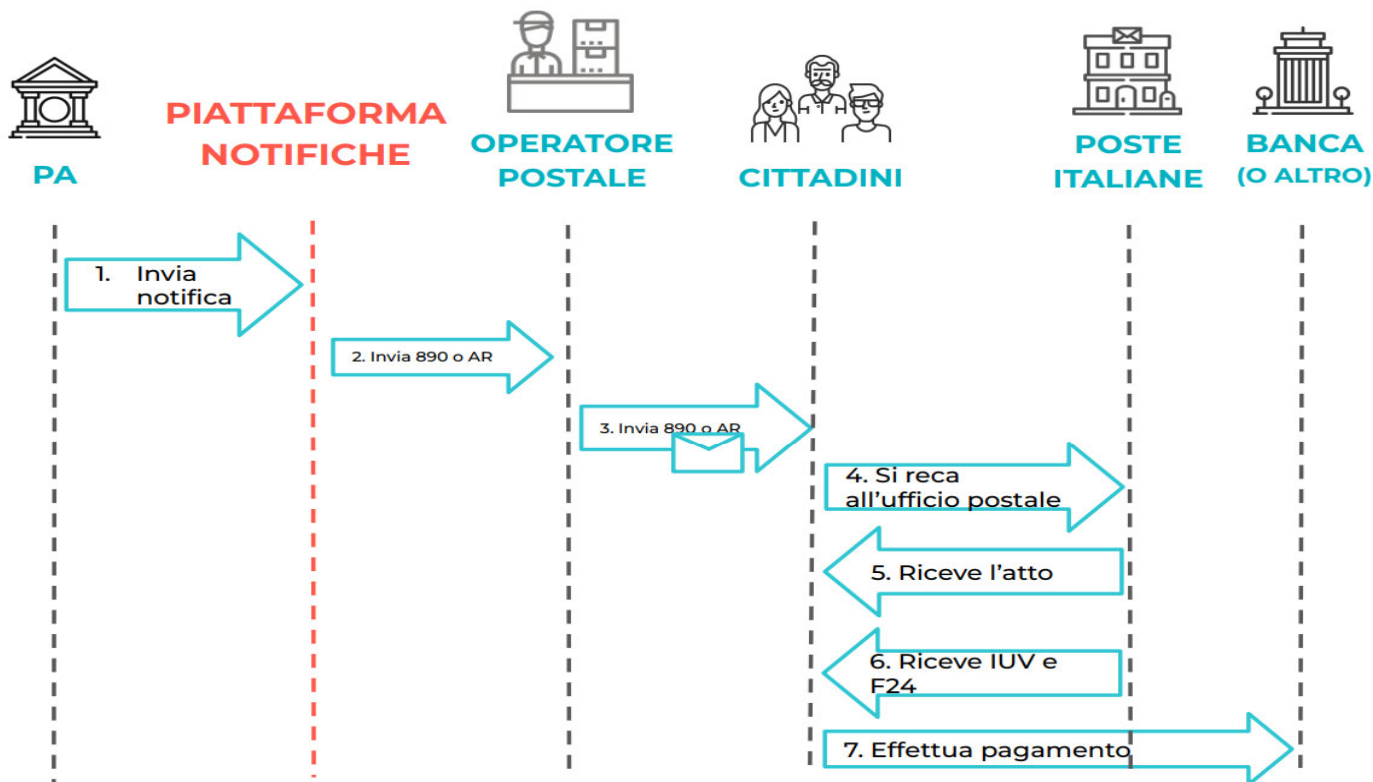 PA
PIATTAFORMA
NOTIFICHE
OPERATORE
POSTALE
CITTADINI
POSTE
ITALIANE
BANCA
(O ALTRO)
1. Invia
notifica
2. Invia 890 o AR
3. Invia 890 o AR
4. Si reca
all’ufficio postale
5. Riceve l’atto
6. Riceve IUV e
F24
7. Effettua pagamento